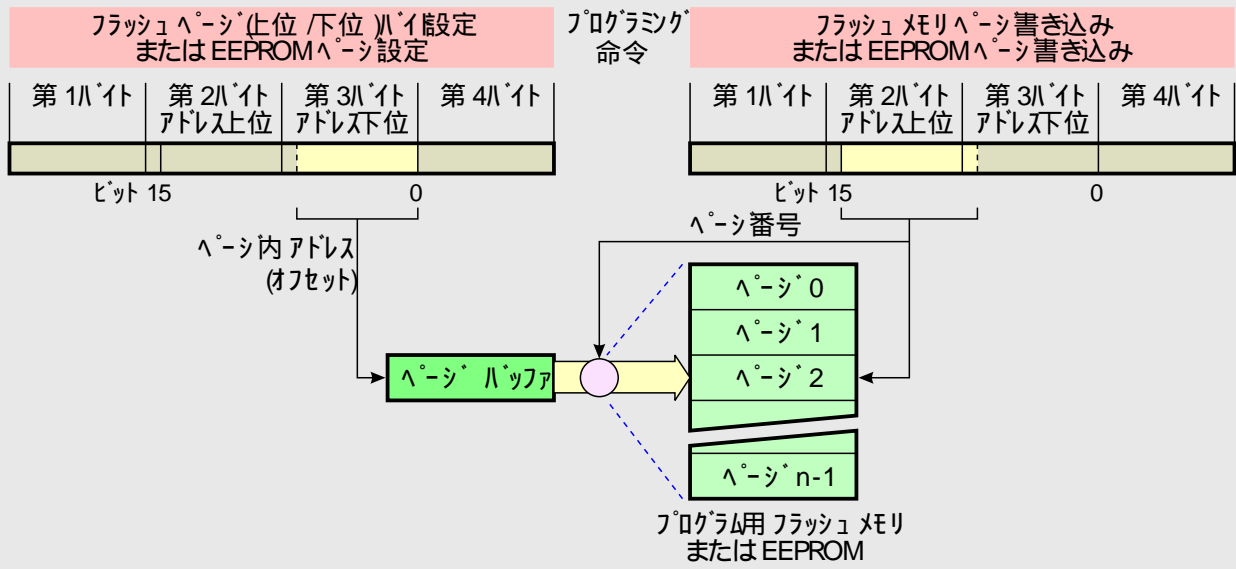 フラッシュ ページ(上位/下位)バイト設定
または EEPROMページ設定
プログラミング
命令
フラッシュ メモリ ページ書き込み
または EEPROMページ書き込み
第1バイト 第2バイト 第3バイト 第4バイト
アドレス上位 アドレス下位
第1バイト 第2バイト 第3バイト 第4バイト
アドレス上位 アドレス下位
ビット15 0
ビット15 0
ページ内アドレス
(オフセット)
ページ番号
ページ0
ページ1
ページ バッファ
ページ2
ページn-1
プログラム用フラッシュ メモリ
または EEPROM